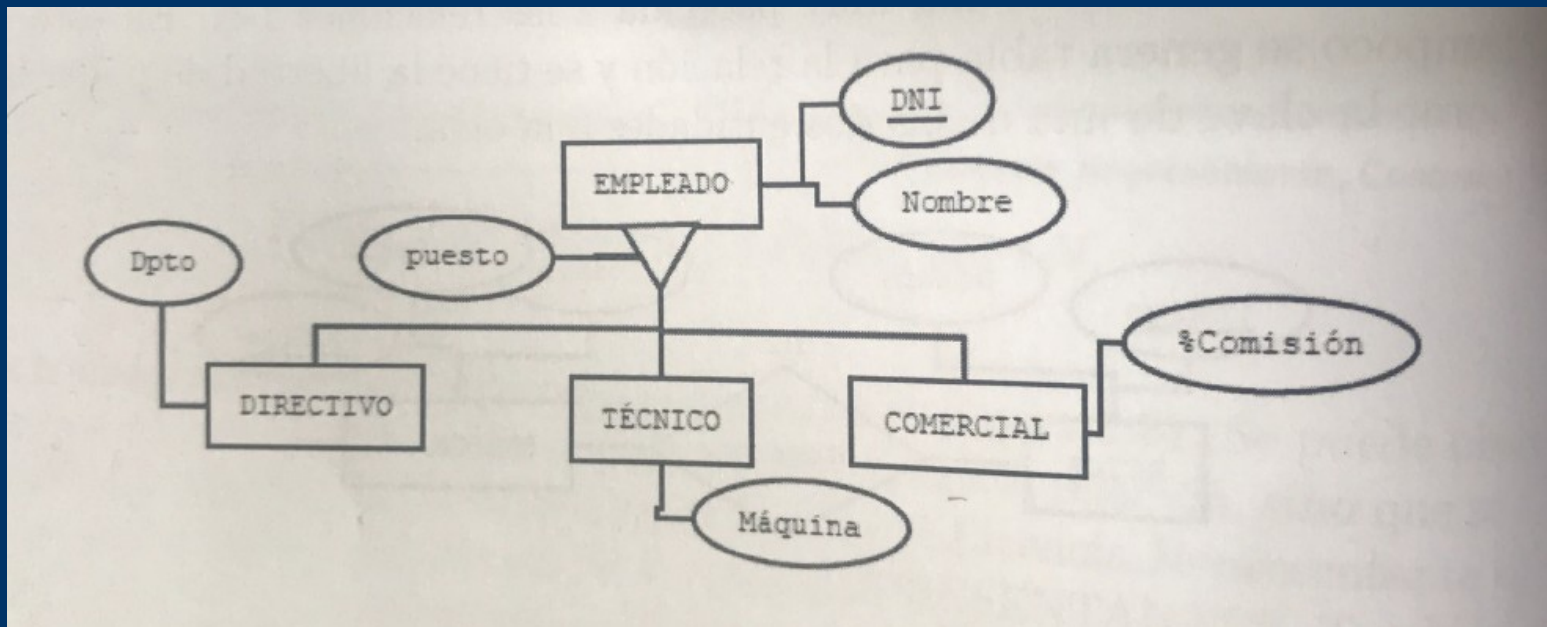 DNI
EMPLEADO
Nombre
Dpto
puesto
%Comisión
DIRECTIVO
TÉCNICO
COMERCIAL
Máquina